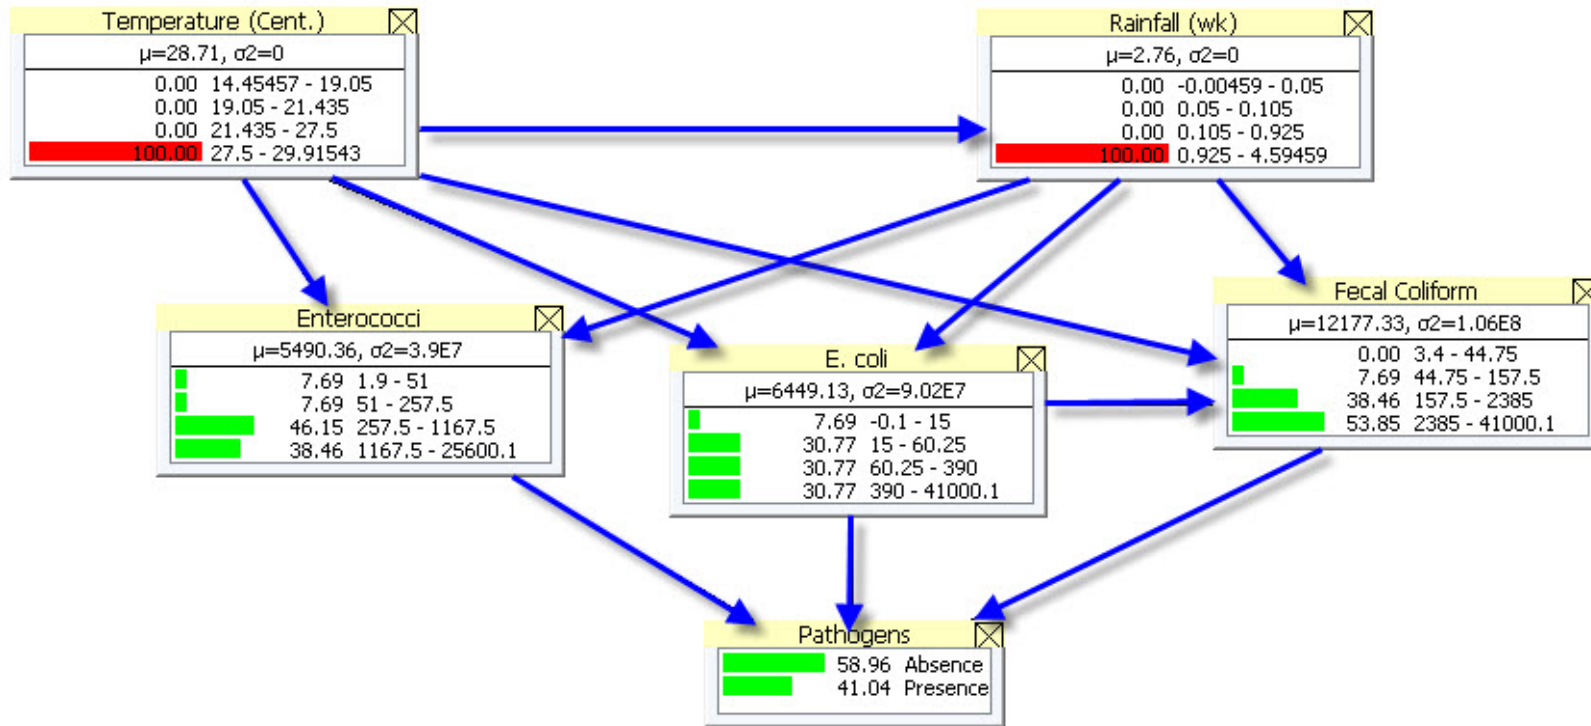 Temperature (Cent.)
μ=28.71, σ2=0
0.00 14.45457 - 19.05
0.00 19.05 - 21.435
0.00 21.435 - 27.5
100.00 27.5 - 29.91543
Rainfall (wk)
μ=2.76, σ2=0
0.00 -0.00459 - 0.05
0.00 0.05 - 0.105
0.00 0.105 - 0.925
100.00 0.925 - 4.59459
Enterococci
μ=5490.36, σ2=3.9E7
7.69 1.9 - 51
7.69 51 - 257.5
46.15 257.5 - 1167.5
38.46 1167.5 - 25600.1
E. coli
μ=6449.13, σ2=9.02E7
7.69 -0.1 - 15
30.77 15 - 60.25
30.77 60.25 - 390
30.77 390 - 41000.1
Fecal Coliform
μ=12177.33, σ2=1.06E8
0.00 3.4 - 44.75
7.69 44.75 - 157.5
38.46 157.5 - 2385
53.85 2385 - 41000.1
Pathogens
58.96 Absence
41.04 Presence